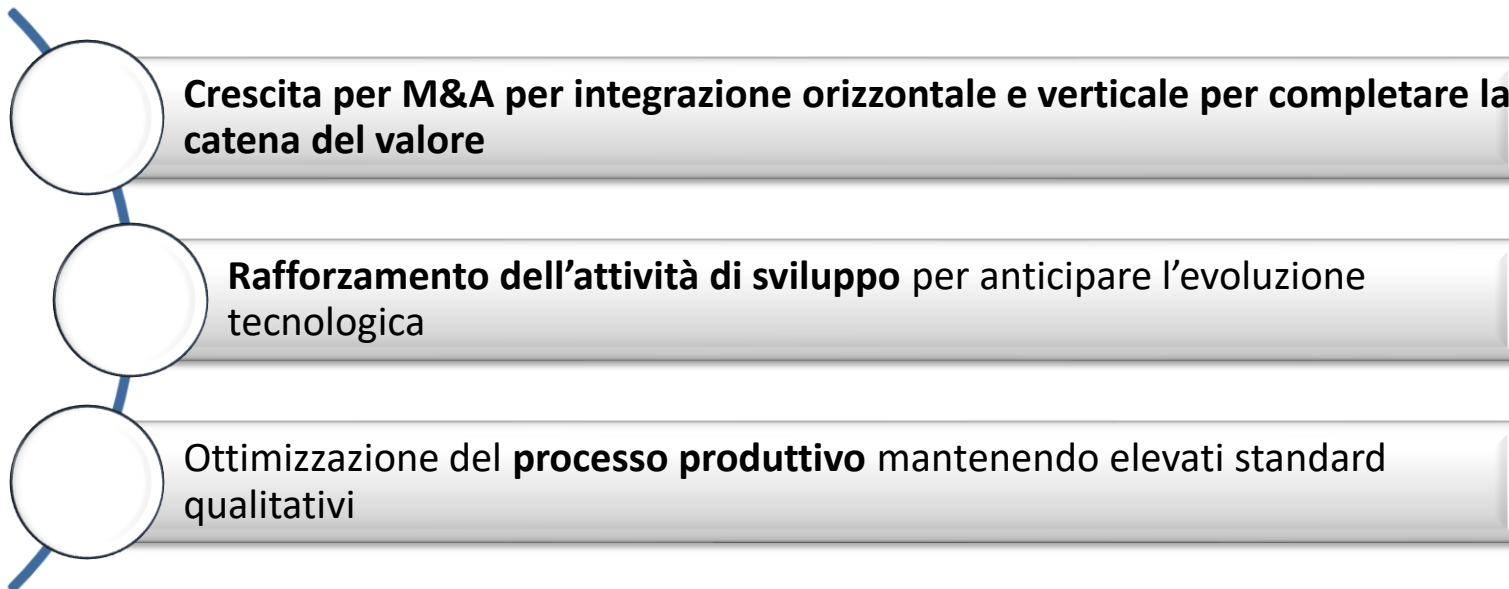 Crescita per M&A per integrazione orizzontale e verticale per completare la
catena del valore
Rafforzamento dell’attività di sviluppo per anticipare l’evoluzione
tecnologica
Ottimizzazione del processo produttivo mantenendo elevati standard
qualitativi